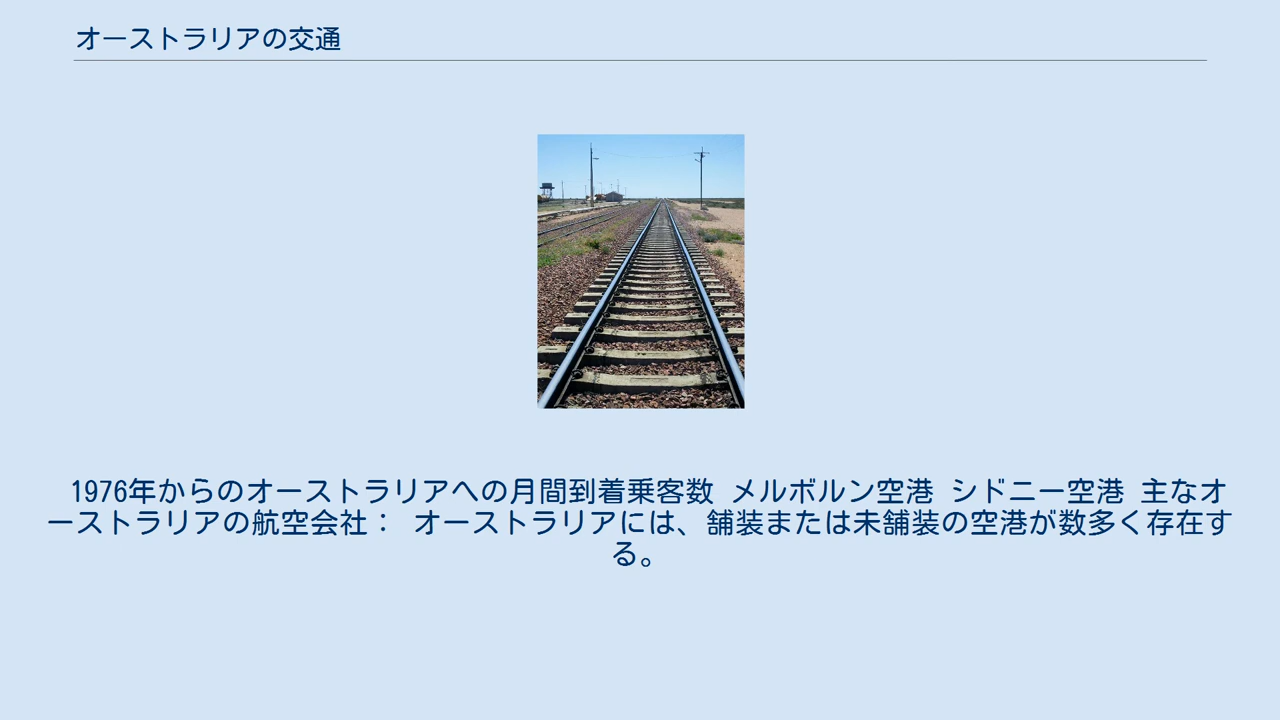 オーストラリアの交通
1976年からのオーストラリアへの月間到着乗客数 メルボルン空港 シドニー空港 主なオ
ーストラリアの航空会社： オーストラリアには、舗装または未舗装の空港が数多く存在す
る。